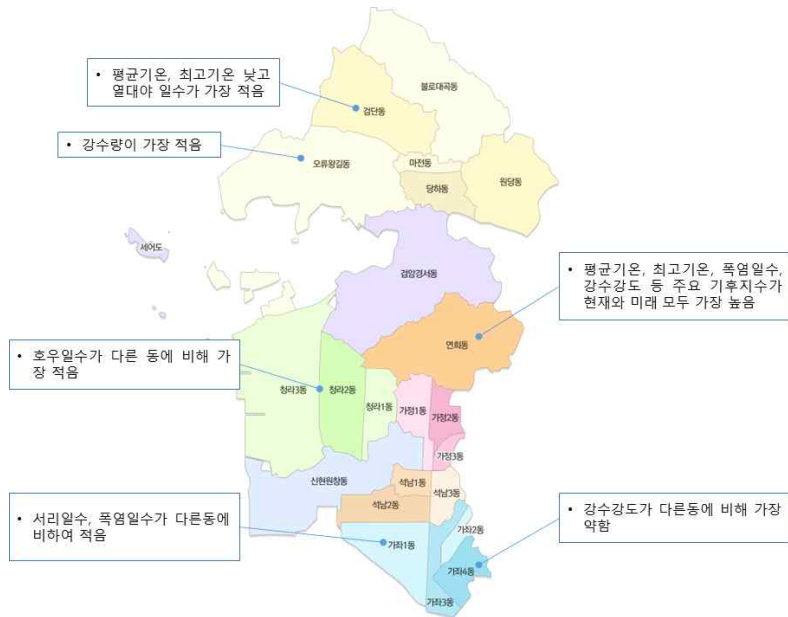 • 평균기온, 최고기온 낮고
열대야 일수가 가장 적음
불로대곡동
검단동
• 강수량이 가장 적음
오류왕길동
마전동
원당동
당하동
세어도
검암경서동
• 평균기온, 최고기온, 폭염일수,
강수강도 등 주요 기후지수가
현재와 미래 모두 가장 높음
연희동
• 호우일수가 다른 동에 비해 가
장 적음
청라3동
청라2동
청라1동
가정1동
가정2동
가정3동
신현원창동
석남1동
석남3동
석남2동
• 서리일수, 폭염일수가 다른동에
비하여 적음
• 강수강도가 다른동에 비해 가장
약함
가좌2동
가좌1동
가좌4동
가좌3동